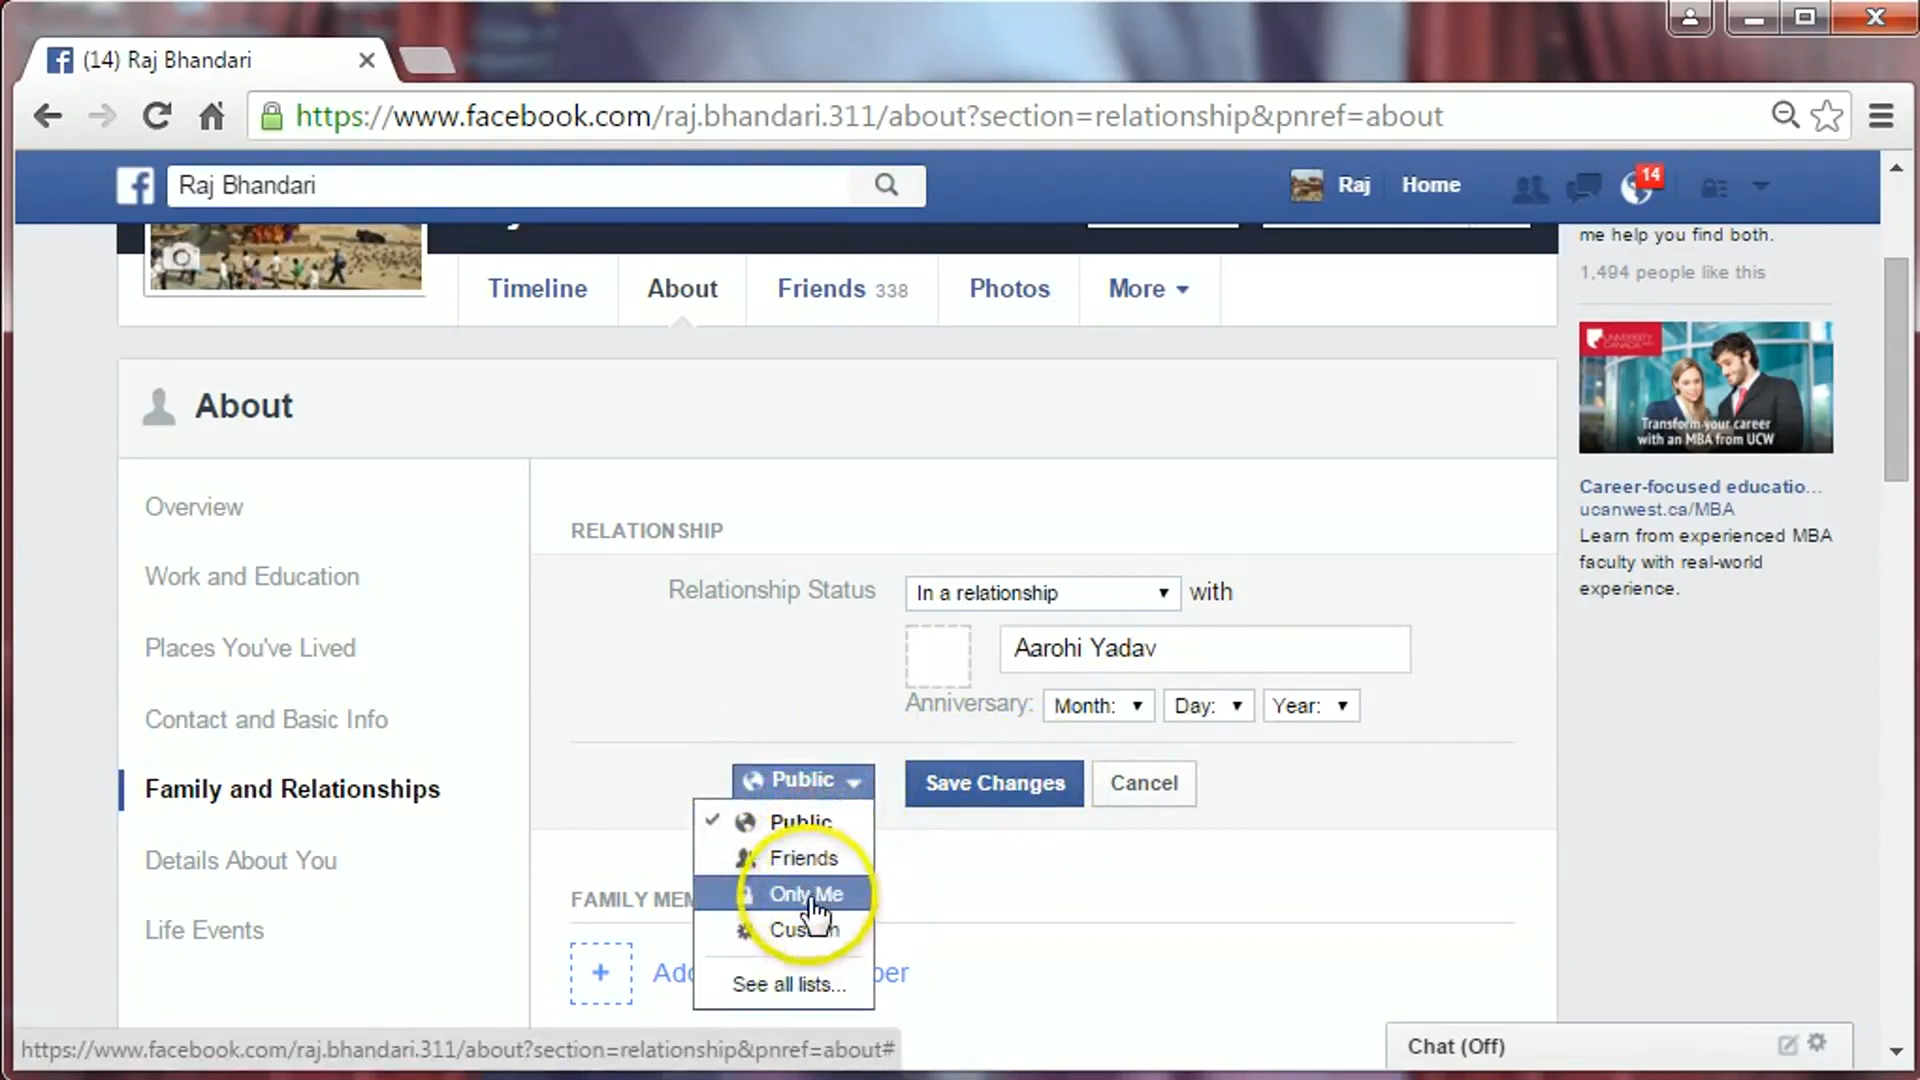 (14) Raj Bhandari
https://www.facebook.com/raj.bhandari.311/about?section=relationship&pnref=about
Raj Bhandari
Raj
Home
14
Timeline
About
Friends 338
Photos
More
me help you find both.
1,494 people like this
UNIVERSITY
Transform your career
with an MBA from UCW
Career-focused educatio...
ucanwest.ca/MBA
Learn from experienced MBA
faculty with real-world
experience.
About
Overview
Work and Education
Places You've Lived
Contact and Basic Info
Family and Relationships
Details About You
Life Events
RELATIONSHIP
Relationship Status
In a relationship
with
Aarohi Yadav
Anniversary:
Month:
Day:
Year:
Public
Save Changes
Cancel
Public
Friends
Only Me
Custom
See all lists...
FAMILY MEM
Add
ber
https://www.facebook.com/raj.bhandari.311/about?section=relationship&pnref=about#
Chat (Off)